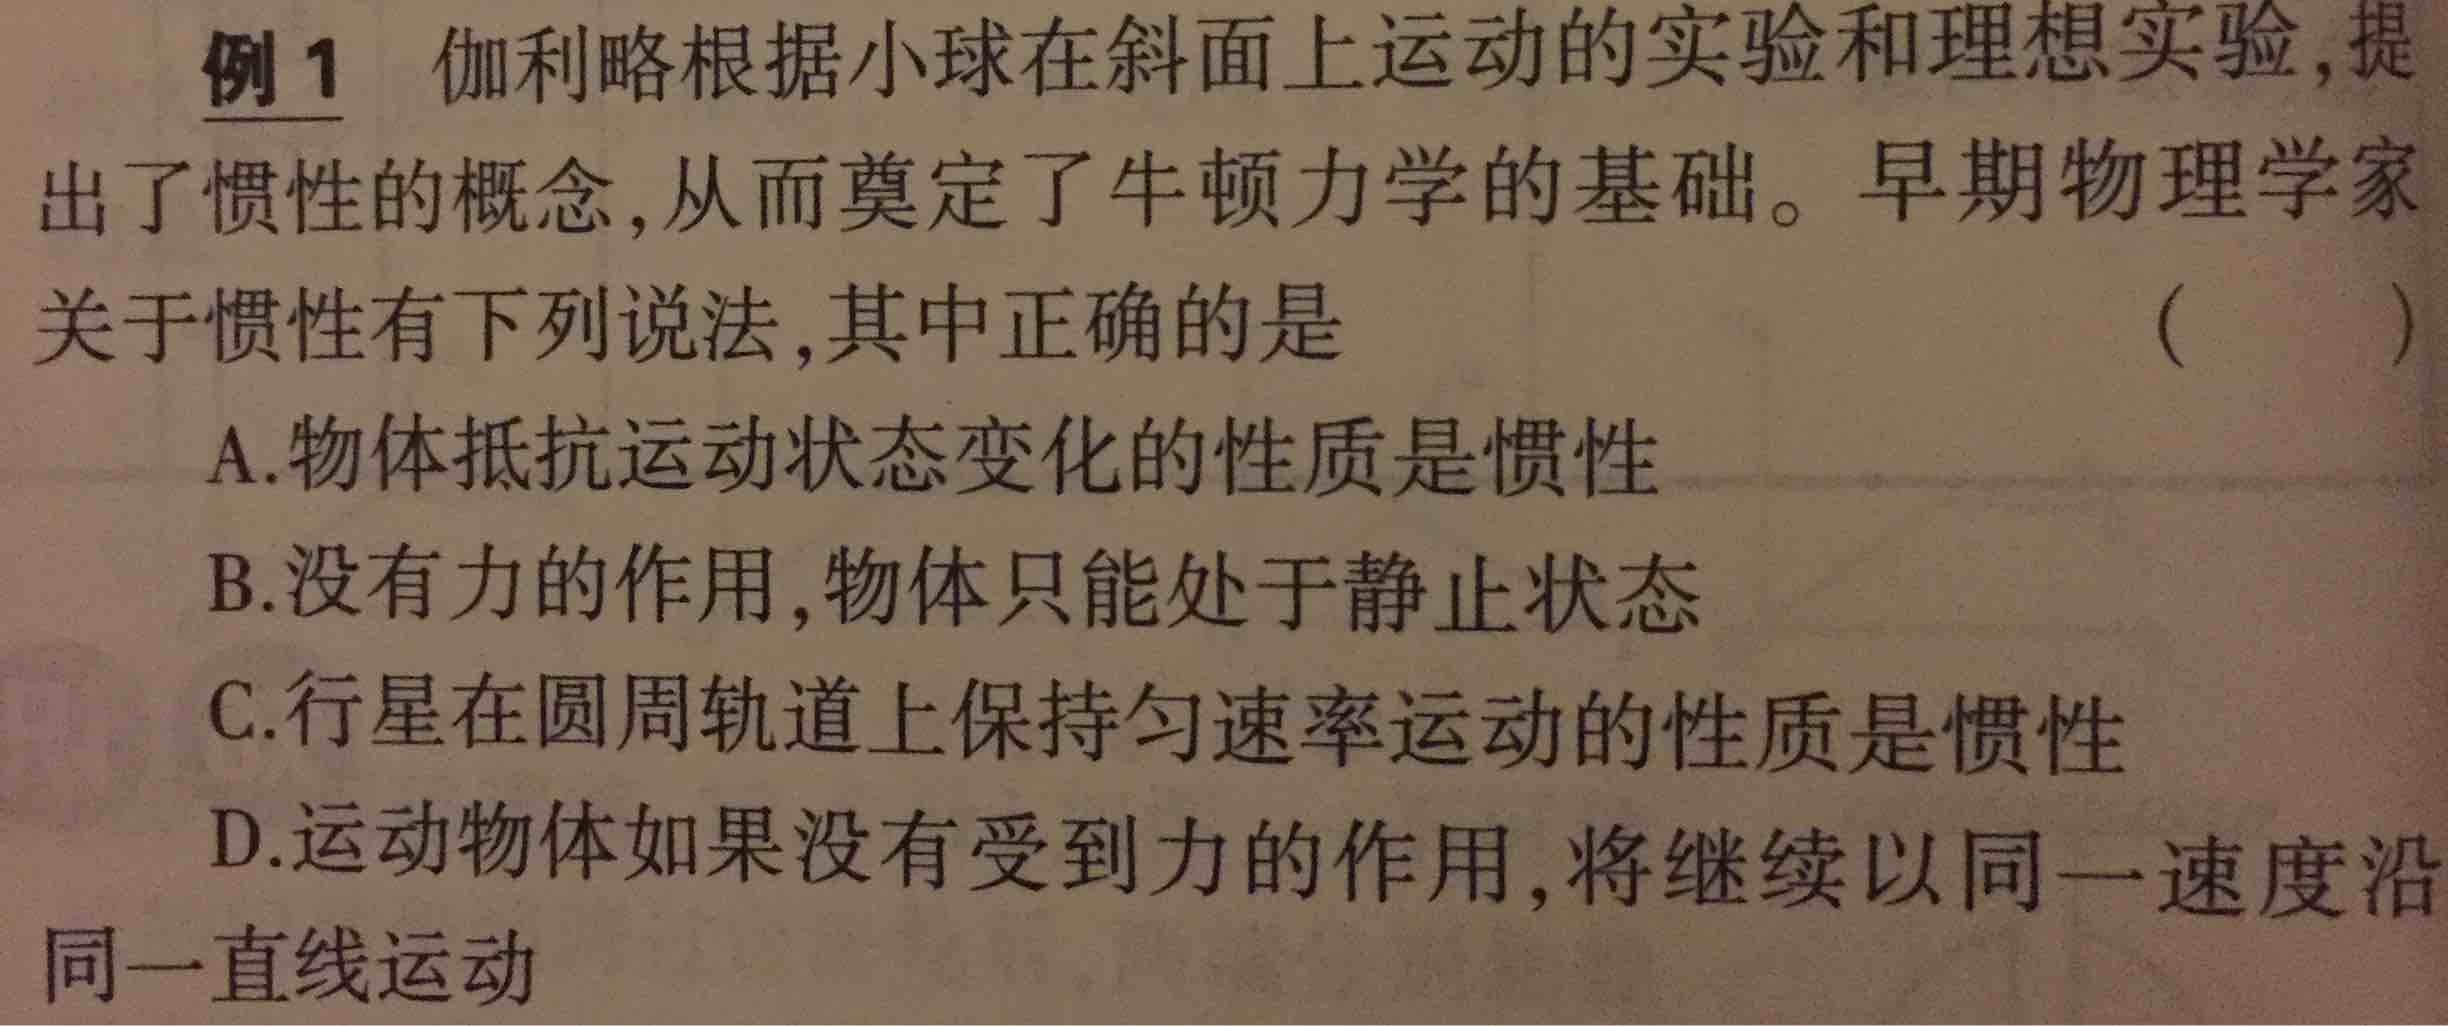 例1 伽利略根据小球在斜面上运动的实验和理想实验,提
出了惯性的概念,从而奠定了牛顿力学的基础。早期物理学家
关于惯性有下列说法,其中正确的是 ( )
A.物体抵抗运动状态变化的性质是惯性
B.没有力的作用,物体只能处于静止状态
C.行星在圆周轨道上保持匀速率运动的性质是惯性
D.运动物体如果没有受到力的作用,将继续以同一速度沿
同一直线运动